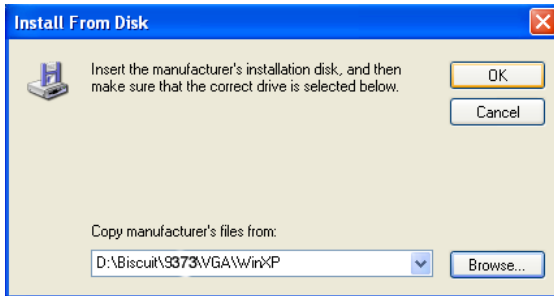 Install From Disk
Insert the manufacturer's installation disk, and then
make sure that the correct drive is selected below.
OK
Cancel
Copy manufacturer's files from:
D:\Biscuit\9373\VGA\WinXP
Browse...